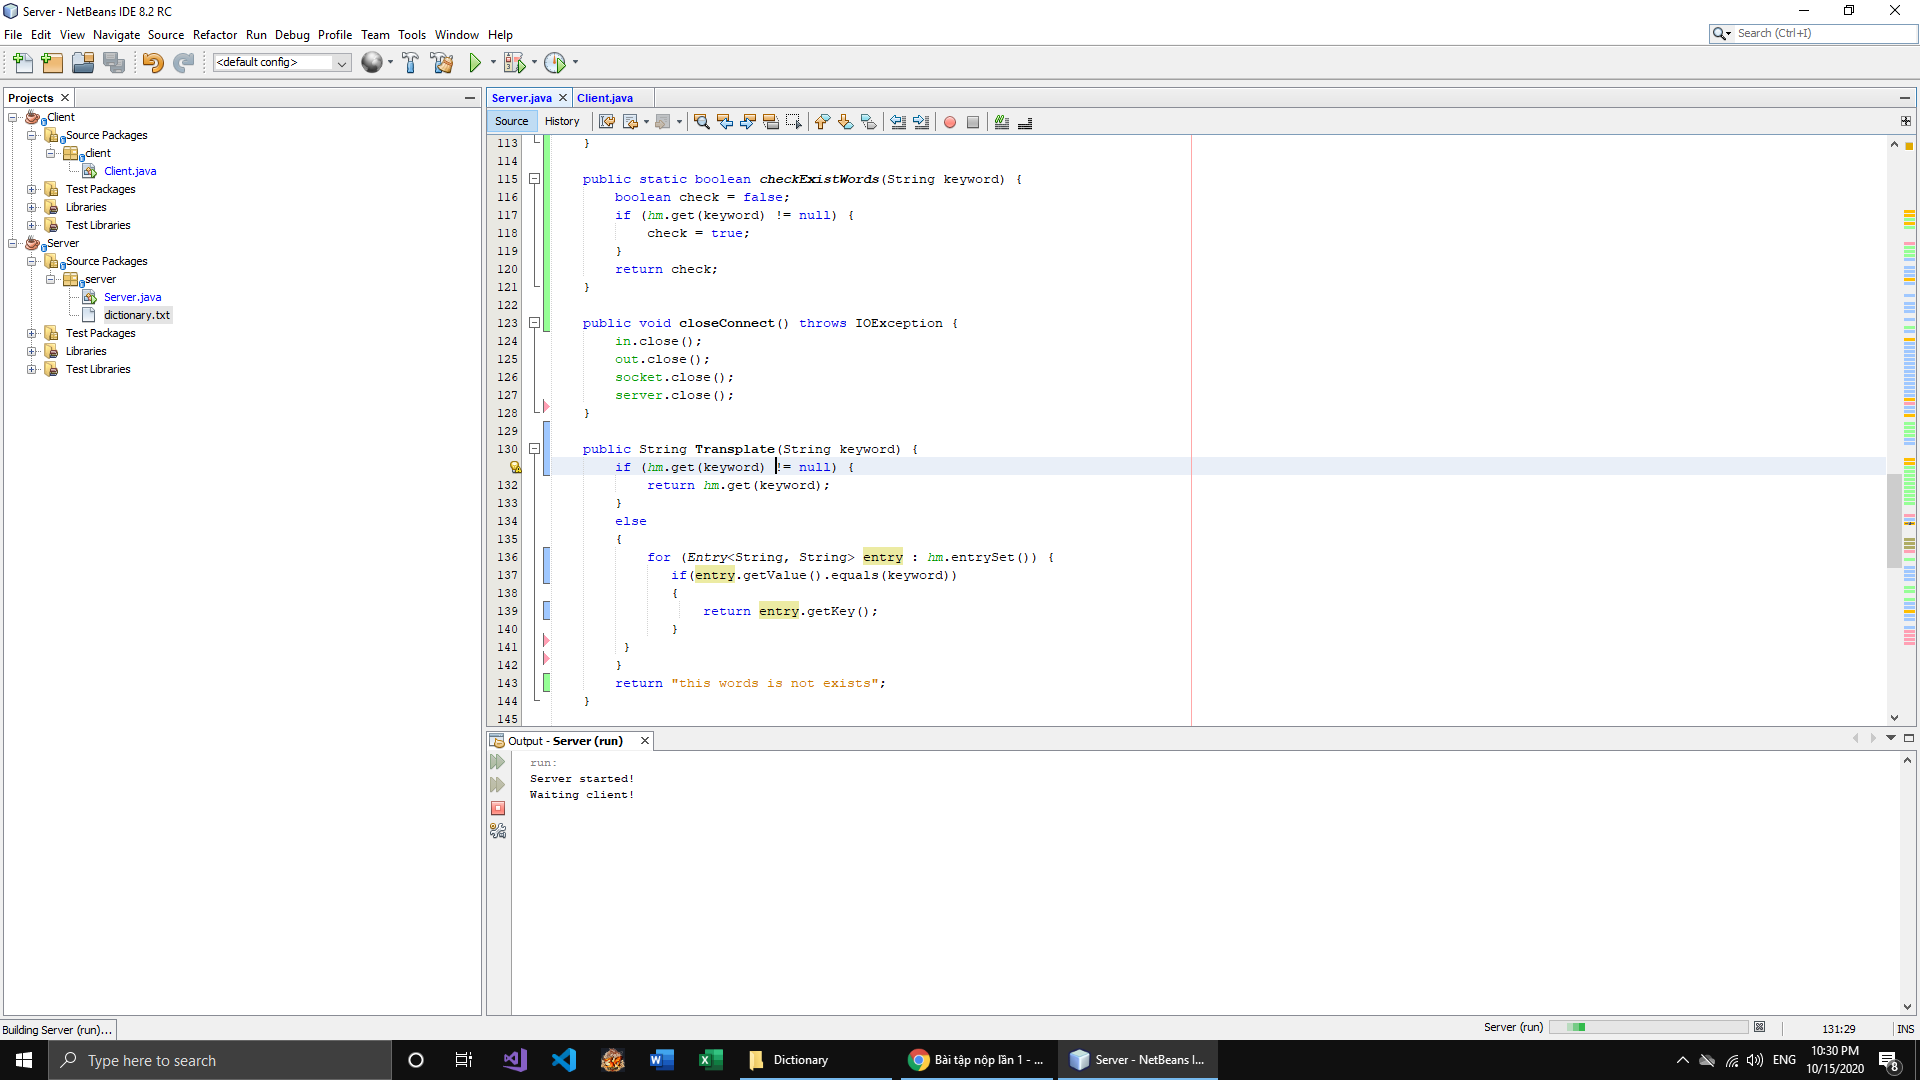 Server - NetBeans IDE 8.2 RC
File Edit View Navigate Source Refactor Run Debug Profile Team Tools Window Help
Search (Ctrl+I)
<default config>
Projects
Client
Source Packages
client
Client.java
Test Packages
Libraries
Test Libraries
Server
Source Packages
server
Server.java
dictionary.txt
Test Packages
Libraries
Test Libraries
Server.java Client.java
Source History
113 }
114
115 public static boolean checkExistWords(String keyword) {
116 boolean check = false;
117 if (hm.get(keyword) != null) {
118 check = true;
119 }
120 return check;
121 }
122
123 public void closeConnect() throws IOException {
124 in.close();
125 out.close();
126 socket.close();
127 server.close();
128 }
129
130 public String Transplate(String keyword) {
if (hm.get(keyword) != null) {
132 return hm.get(keyword);
133 }
134 else
135 {
136 for (Entry<String, String> entry : hm.entrySet()) {
137 if(entry.getValue().equals(keyword))
138 {
139 return entry.getKey();
140 }
141 }
142 }
143 return "this words is not exists";
144 }
145
Output - Server (run)
run:
Server started!
Waiting client!
Building Server (run)...
Server (run)
131:29
INS
Type here to search
Dictionary
Bài tập nộp lần 1 - ...
Server - NetBeans I...
ENG
10:30 PM
10/15/2020
8